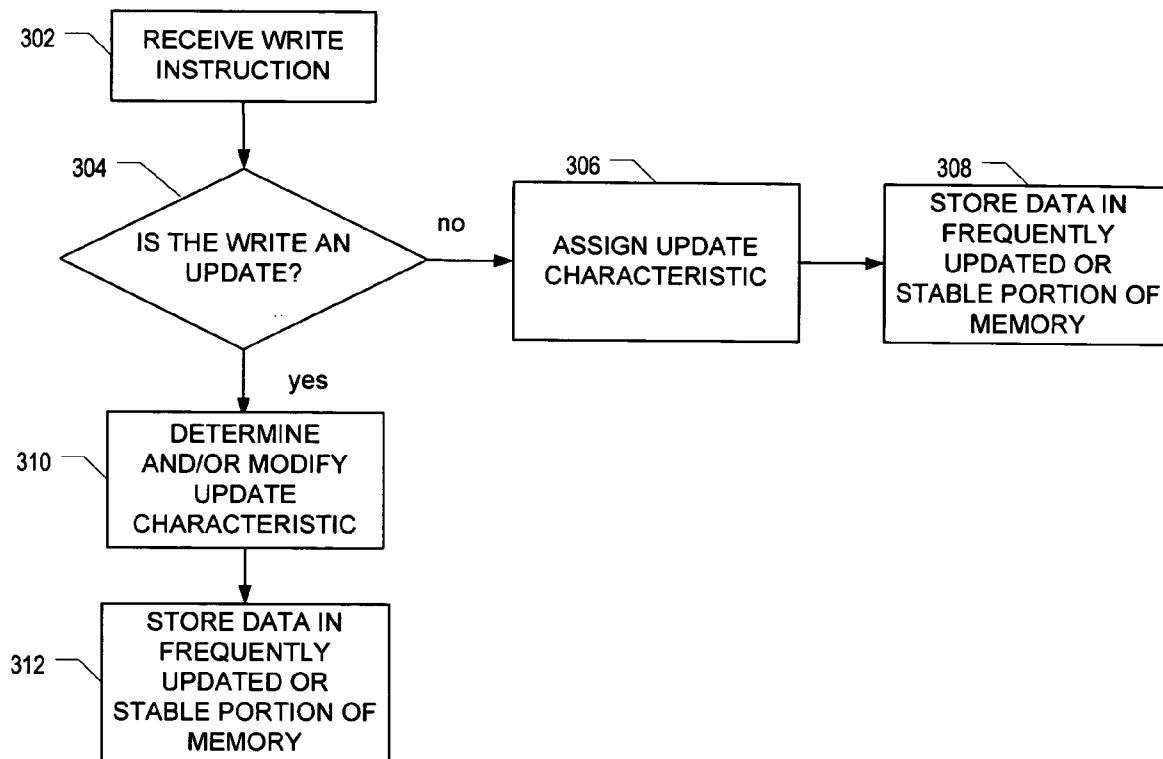 302
RECEIVE WRITE
INSTRUCTION
304
IS THE WRITE AN
UPDATE?
no
306
ASSIGN UPDATE
CHARACTERISTIC
308
STORE DATA IN
FREQUENTLY
UPDATED OR
STABLE PORTION OF
MEMORY
yes
310
DETERMINE
AND/OR MODIFY
UPDATE
CHARACTERISTIC
312
STORE DATA IN
FREQUENTLY
UPDATED OR
STABLE PORTION OF
MEMORY